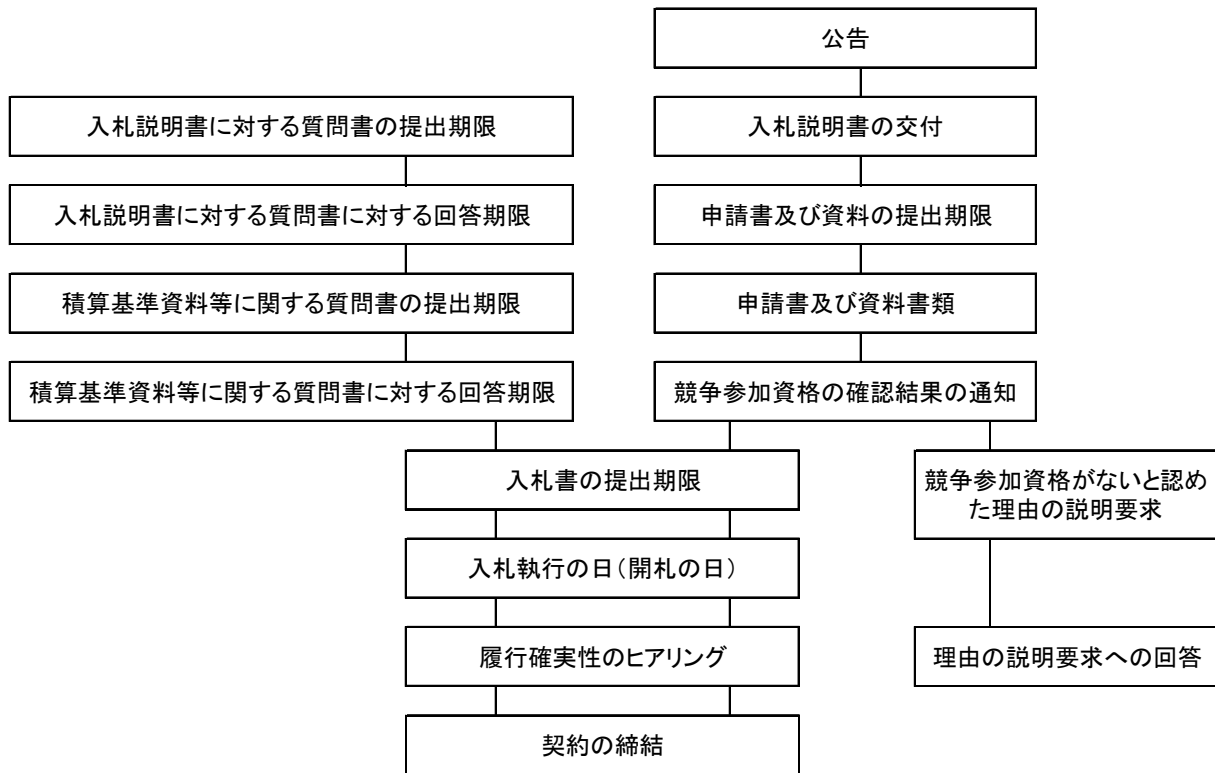 公告
入札説明書に対する質問書の提出期限
入札説明書の交付
入札説明書に対する質問書に対する回答期限
申請書及び資料の提出期限
積算基準資料等に関する質問書の提出期限
申請書及び資料書類
積算基準資料等に関する質問書に対する回答期限
競争参加資格の確認結果の通知
入札書の提出期限
競争参加資格がないと認め
た理由の説明要求
入札執行の日（開札の日）
履行確実性のヒアリング
理由の説明要求への回答
契約の締結